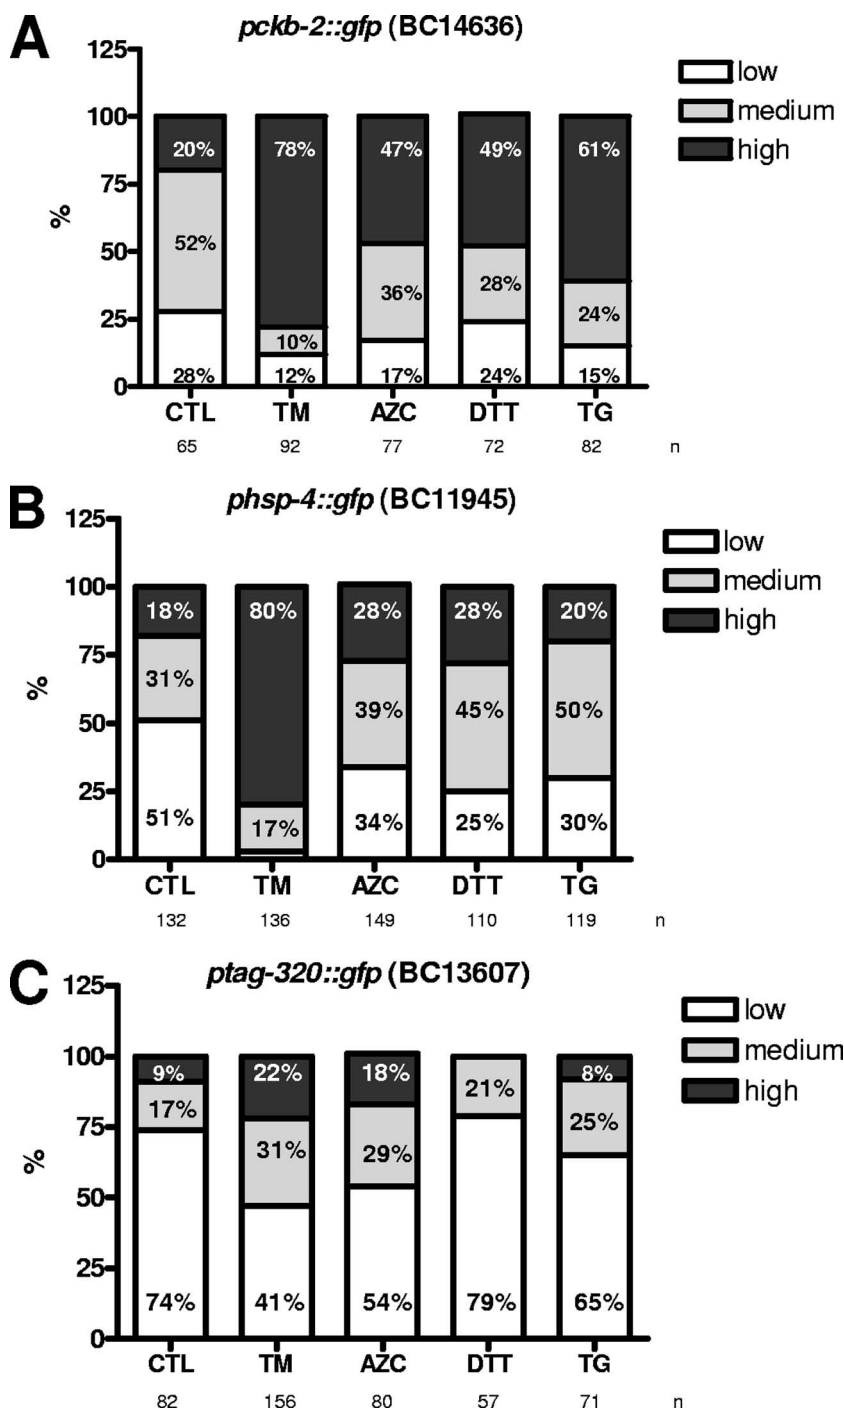 A
pckb-2::gfp (BC14636)
125
100
75
50
25
0
%
low
medium
high
20% 78% 47% 49% 61%
52% 10% 36% 28% 24%
28% 12% 17% 24% 15%
CTL TM AZC DTT TG
65 92 77 72 82 n
B
phsp-4::gfp (BC11945)
125
100
75
50
25
0
%
low
medium
high
18% 80% 28% 28% 20%
31% 17% 39% 45% 50%
51% 34% 25% 30%
CTL TM AZC DTT TG
132 136 149 110 119 n
C
ptag-320::gfp (BC13607)
125
100
75
50
25
0
%
low
medium
high
9% 22% 18% 8%
17% 31% 29% 21% 25%
74% 41% 54% 79% 65%
CTL TM AZC DTT TG
82 156 80 57 71 n